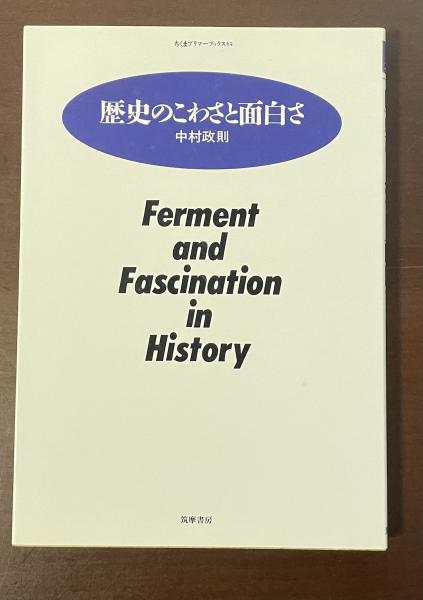 ちくまプリマーブックス64
歴史のこわさと面白さ
中村政則
Ferment
and
Fascination
in
History
筑摩書房